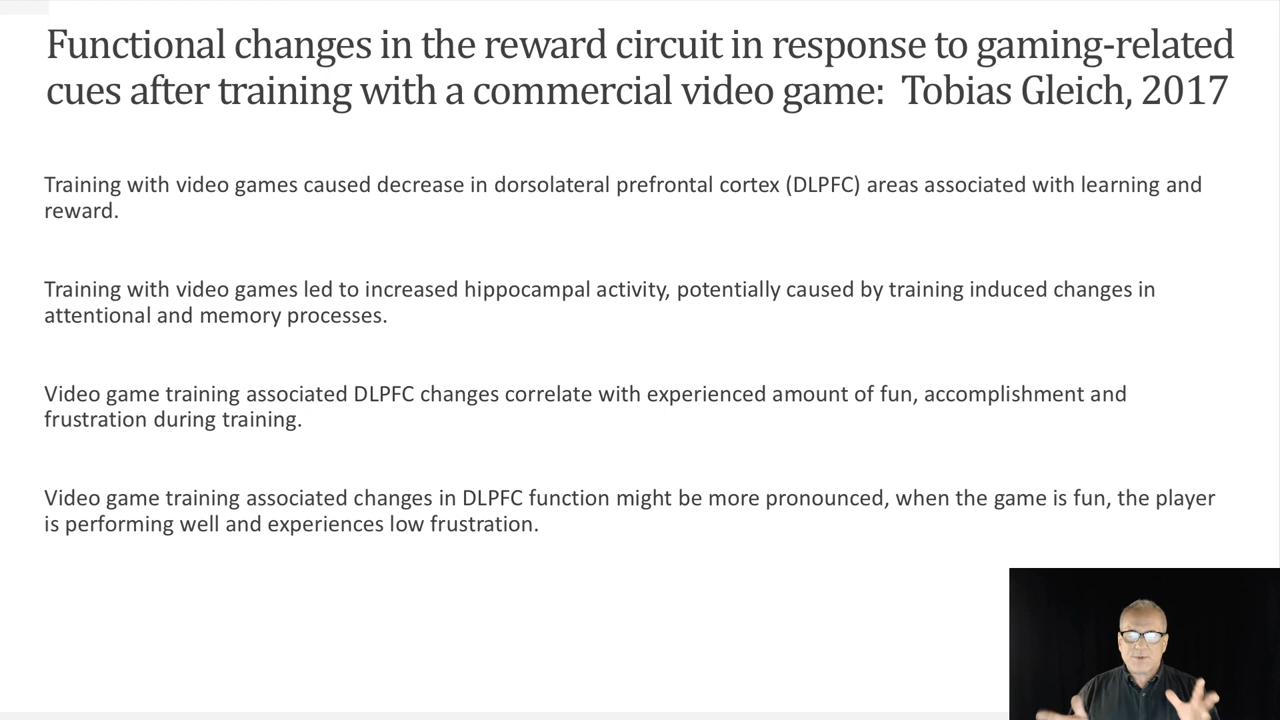 Functional changes in the reward circuit in response to gaming-related
cues after training with a commercial video game:  Tobias Gleich, 2017
Training with video games caused decrease in dorsolateral prefrontal cortex (DLPFC) areas associated with learning and
reward.
Training with video games led to increased hippocampal activity, potentially caused by training induced changes in
attentional and memory processes.
Video game training associated DLPFC changes correlate with experienced amount of fun, accomplishment and
frustration during training.
Video game training associated changes in DLPFC function might be more pronounced, when the game is fun, the player
is performing well and experiences low frustration.